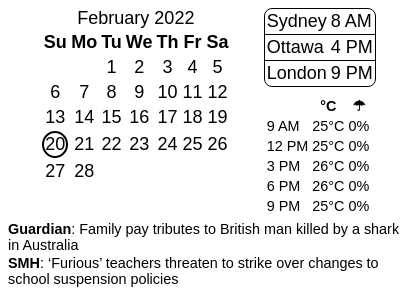 February 2022
Su Mo Tu We Th Fr Sa
1 2 3 4 5
6 7 8 9 10 11 12
13 14 15 16 17 18 19
20 21 22 23 24 25 26
27 28
Sydney 8 AM
Ottawa 4 PM
London 9 PM
°C ☂
9 AM 25°C 0%
12 PM 25°C 0%
3 PM 26°C 0%
6 PM 26°C 0%
9 PM 25°C 0%
Guardian: Family pay tributes to British man killed by a shark
in Australia
SMH: ‘Furious’ teachers threaten to strike over changes to
school suspension policies